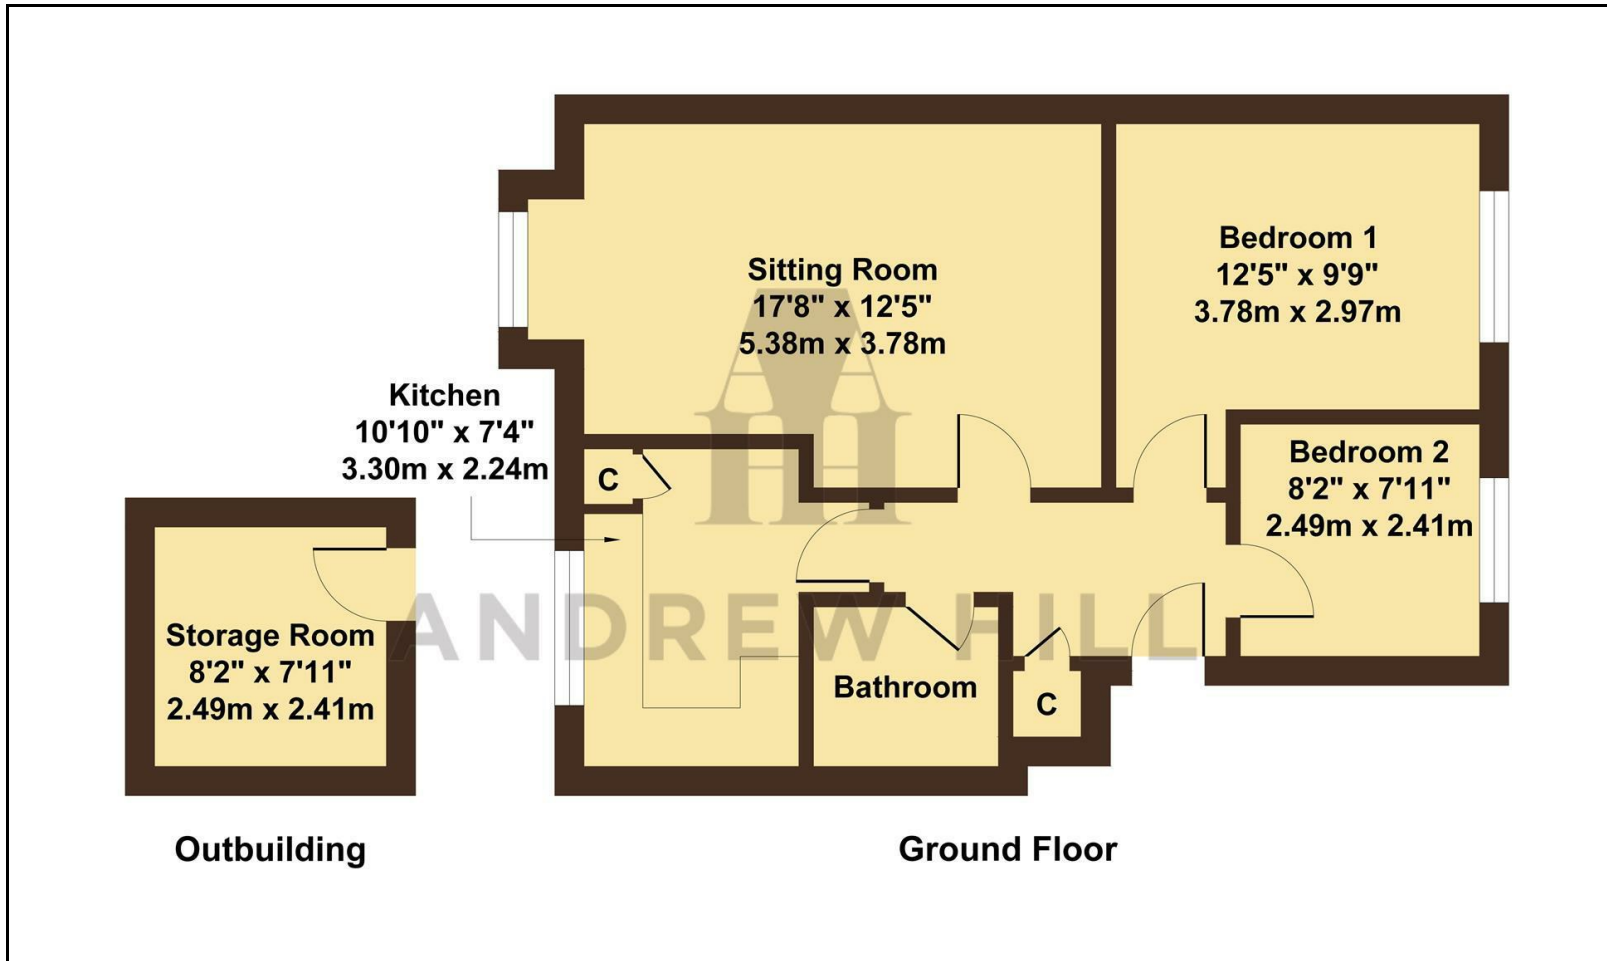 Sitting Room
17'8" x 12'5"
5.38m x 3.78m
Bedroom 1
12'5" x 9'9"
3.78m x 2.97m
Kitchen
10'10" x 7'4"
3.30m x 2.24m
C
Bedroom 2
8'2" x 7'11"
2.49m x 2.41m
Storage Room
8'2" x 7'11"
2.49m x 2.41m
Bathroom
C
ANDREW HILL
Outbuilding
Ground Floor